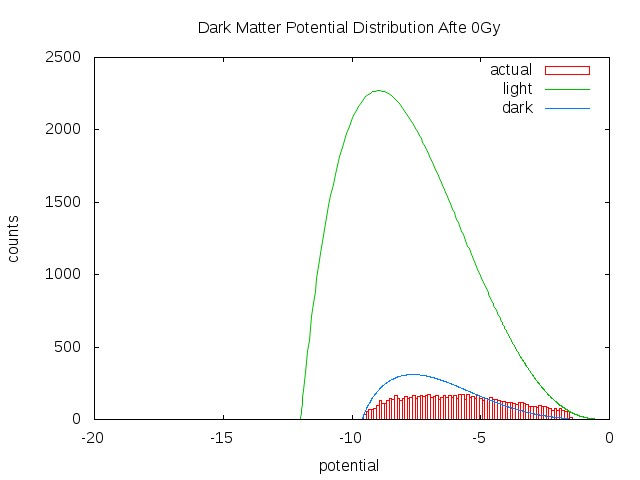 Dark Matter Potential Distribution Afte 0Gy
2500
2000
1500
1000
500
0
-20
-15
-10
-5
0
counts
potential
actual
light
dark